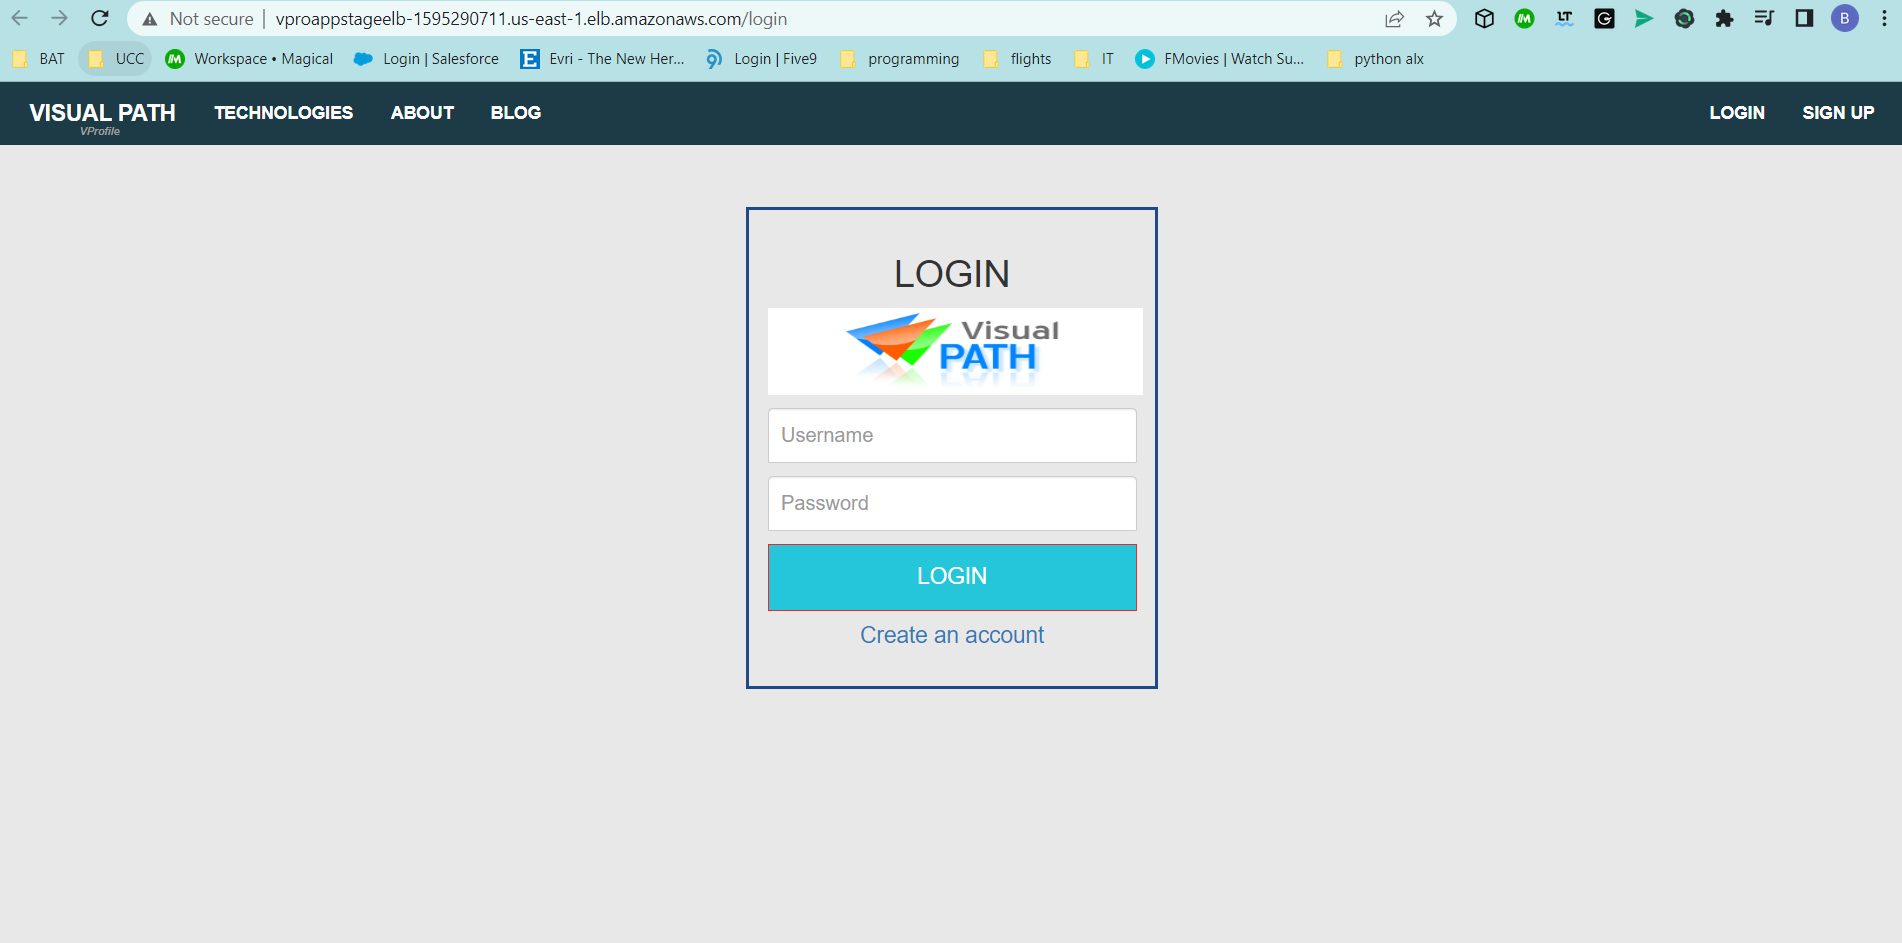 Not secure | vproappstageelb-1595290711.us-east-1.elb.amazonaws.com/login
B
BAT UCC Workspace • Magical Login | Salesforce Evri - The New Her... Login | Five9 programming flights IT FMovies | Watch Su... python alx
VISUAL PATH TECHNOLOGIES ABOUT BLOG LOGIN SIGN UP
VProfile
LOGIN
Visual
PATH
Username
Password
LOGIN
Create an account